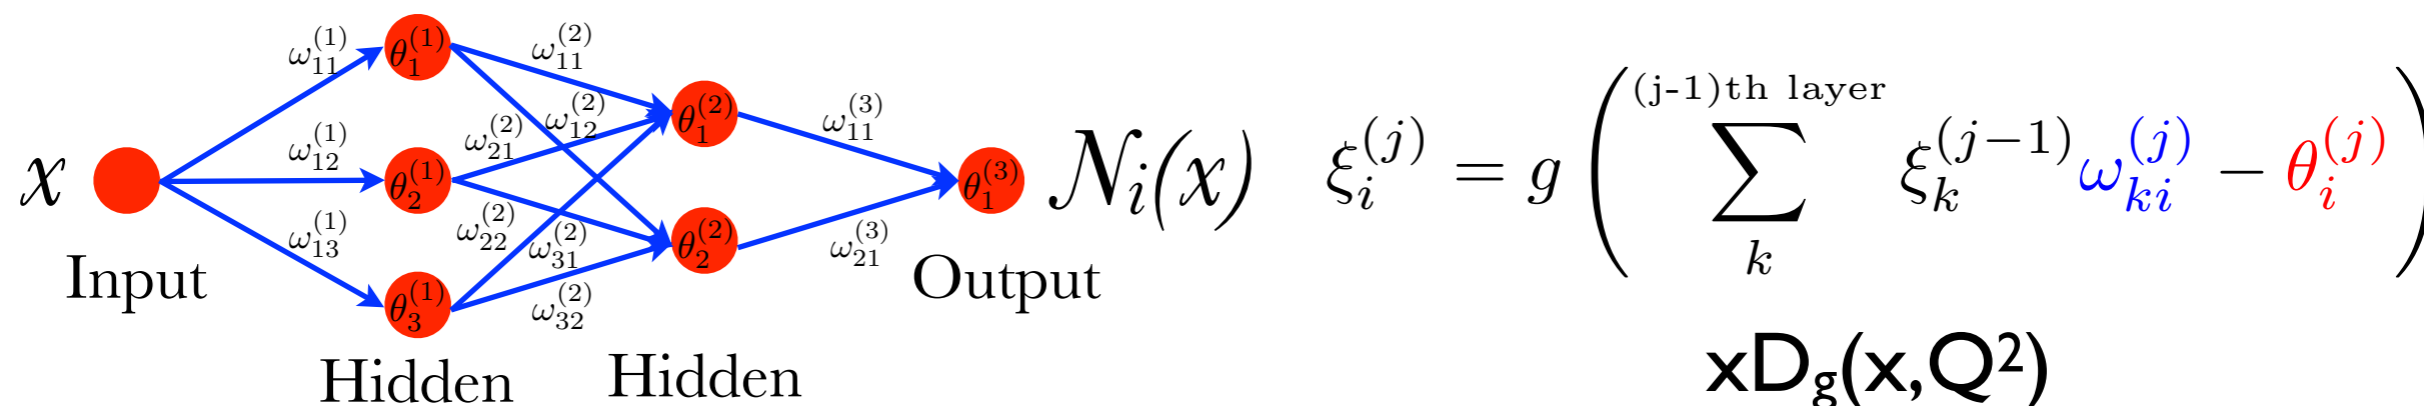 x
Input
ω_{11}^{(1)}
ω_{12}^{(1)}
ω_{13}^{(1)}
θ_1^{(1)}
θ_2^{(1)}
θ_3^{(1)}
Hidden
ω_{11}^{(2)}
ω_{12}^{(2)}
ω_{21}^{(2)}
ω_{22}^{(2)}
ω_{31}^{(2)}
ω_{32}^{(2)}
θ_1^{(2)}
θ_2^{(2)}
Hidden
ω_{11}^{(3)}
ω_{21}^{(3)}
θ_1^{(3)}
Output
N_i(x)
ξ_i^{(j)} = g ( ∑_k^{(j-1)th layer} ξ_k^{(j−1)} ω_{ki}^{(j)} − θ_i^{(j)} )
xD_g(x,Q²)